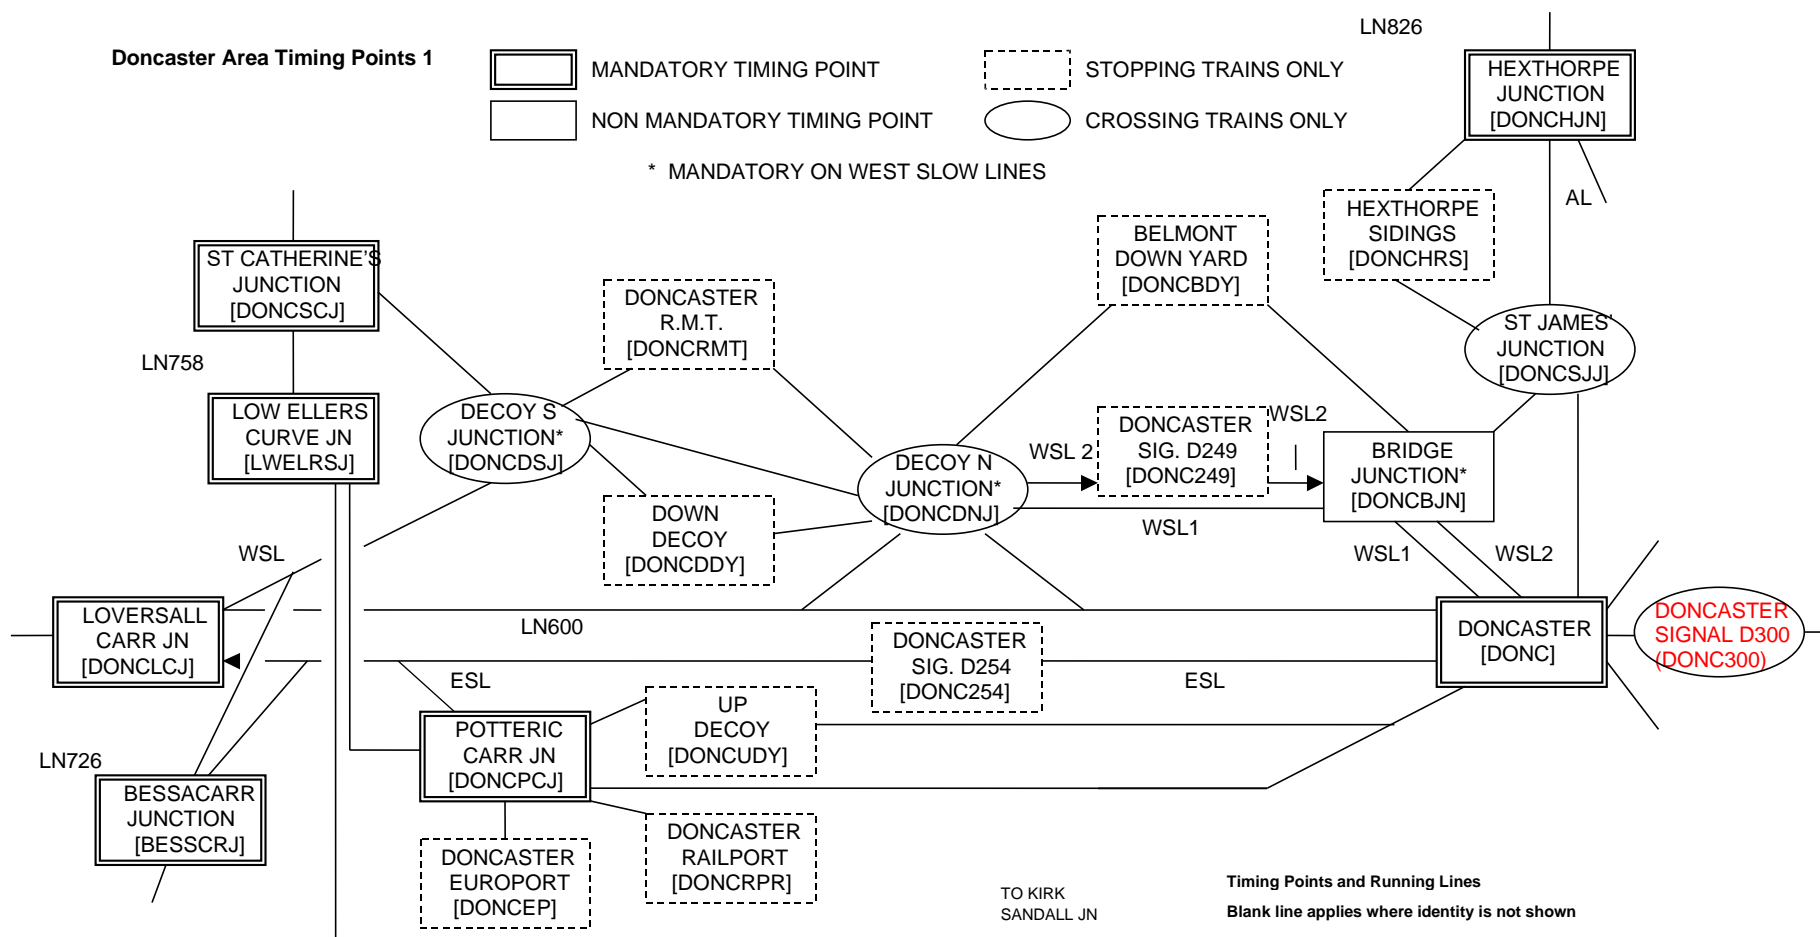 LN826
Doncaster Area Timing Points 1
MANDATORY TIMING POINT
STOPPING TRAINS ONLY
NON MANDATORY TIMING POINT
CROSSING TRAINS ONLY
* MANDATORY ON WEST SLOW LINES
HEXTHORPE
JUNCTION
[DONCHJN]
AL
HEXTHORPE
SIDINGS
[DONCHRS]
BELMONT
DOWN YARD
[DONCBDY]
ST CATHERINE'S
JUNCTION
[DONCSCJ]
DONCASTER
R.M.T.
[DONCRMT]
ST JAMES'
JUNCTION
[DONCSJJ]
LN758
LOW ELLERS
CURVE JN
[LWELRSJ]
DECOY S
JUNCTION*
[DONCDSJ]
DECOY N
JUNCTION*
[DONCDNJ]
WSL 2
DONCASTER
SIG. D249
[DONC249]
WSL2
BRIDGE
JUNCTION*
[DONCBJN]
DOWN
DECOY
[DONCDDY]
WSL1
WSL1
WSL2
WSL
LOVERSALL
CARR JN
[DONCLCJ]
LN600
DONCASTER
SIG. D254
[DONC254]
DONCASTER
[DONC]
DONCASTER
SIGNAL D300
(DONC300)
ESL
ESL
UP
DECOY
[DONCUDY]
POTTERIC
CARR JN
[DONCPCJ]
LN726
BESSACARR
JUNCTION
[BESSCRJ]
DONCASTER
EUROPORT
[DONCEP]
DONCASTER
RAILPORT
[DONCRPR]
TO KIRK
SANDALL JN
Timing Points and Running Lines
Blank line applies where identity is not shown